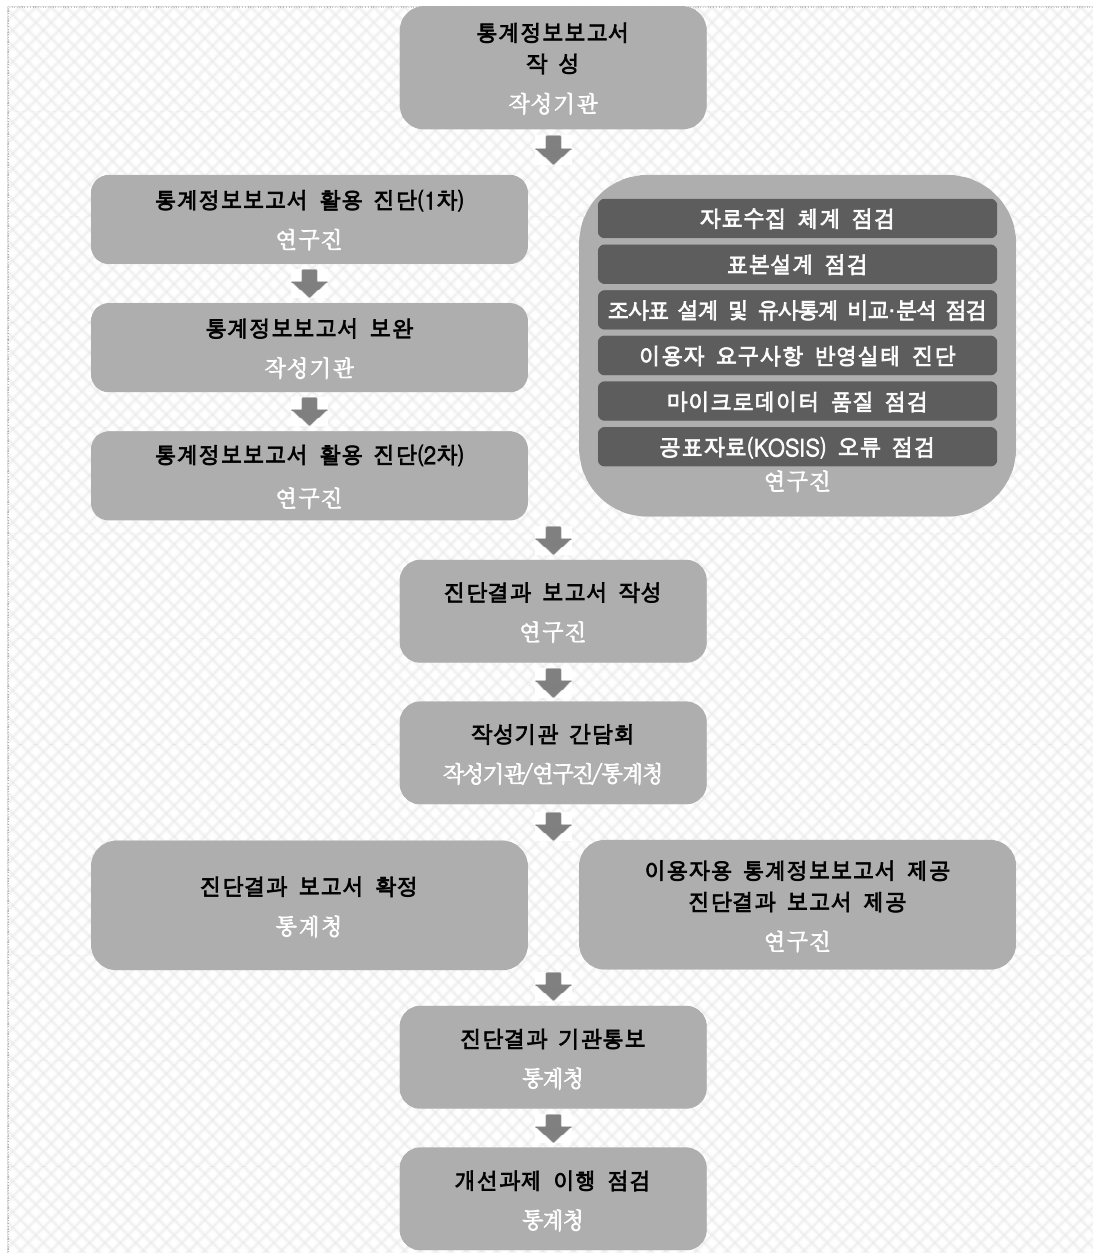 통계정보보고서
작 성
작성기관
통계정보보고서 활용 진단(1차)
연구진
통계정보보고서 보완
작성기관
통계정보보고서 활용 진단(2차)
연구진
자료수집 체계 점검
표본설계 점검
조사표 설계 및 유사통계 비교·분석 점검
이용자 요구사항 반영실태 진단
마이크로데이터 품질 점검
공표자료(KOSIS) 오류 점검
연구진
진단결과 보고서 작성
연구진
작성기관 간담회
작성기관/연구진/통계청
진단결과 보고서 확정
통계청
이용자용 통계정보보고서 제공
진단결과 보고서 제공
연구진
진단결과 기관통보
통계청
개선과제 이행 점검
통계청